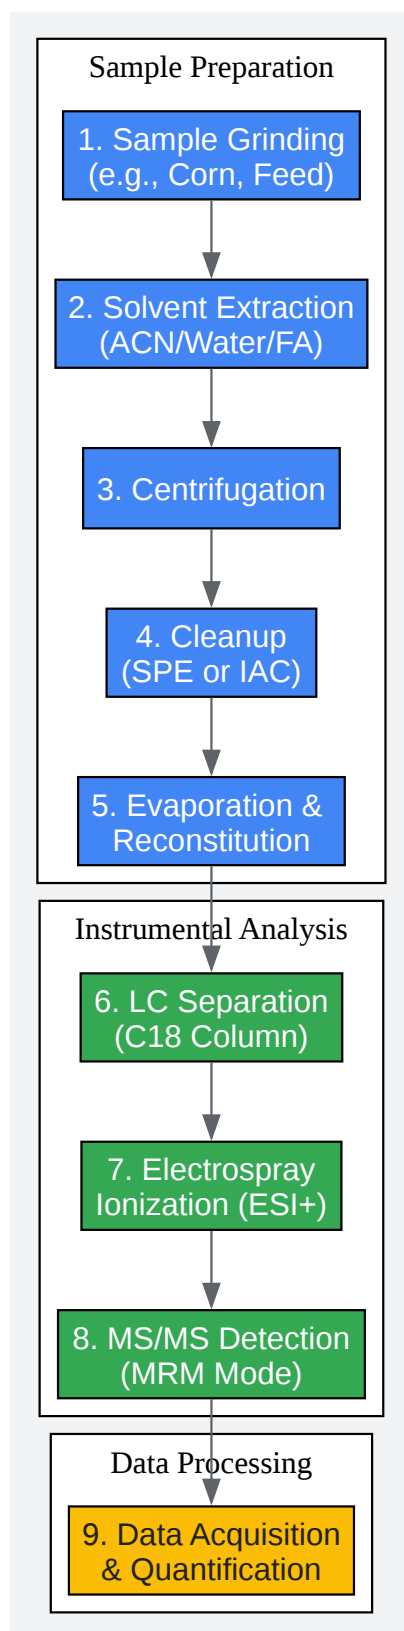 Sample Preparation
1. Sample Grinding
(e.g., Corn, Feed)
2. Solvent Extraction
(ACN/Water/FA)
3. Centrifugation
4. Cleanup
(SPE or IAC)
5. Evaporation &
Reconstitution
Instrumental Analysis
6. LC Separation
(C18 Column)
7. Electrospray
Ionization (ESI+)
8. MS/MS Detection
(MRM Mode)
Data Processing
9. Data Acquisition
& Quantification